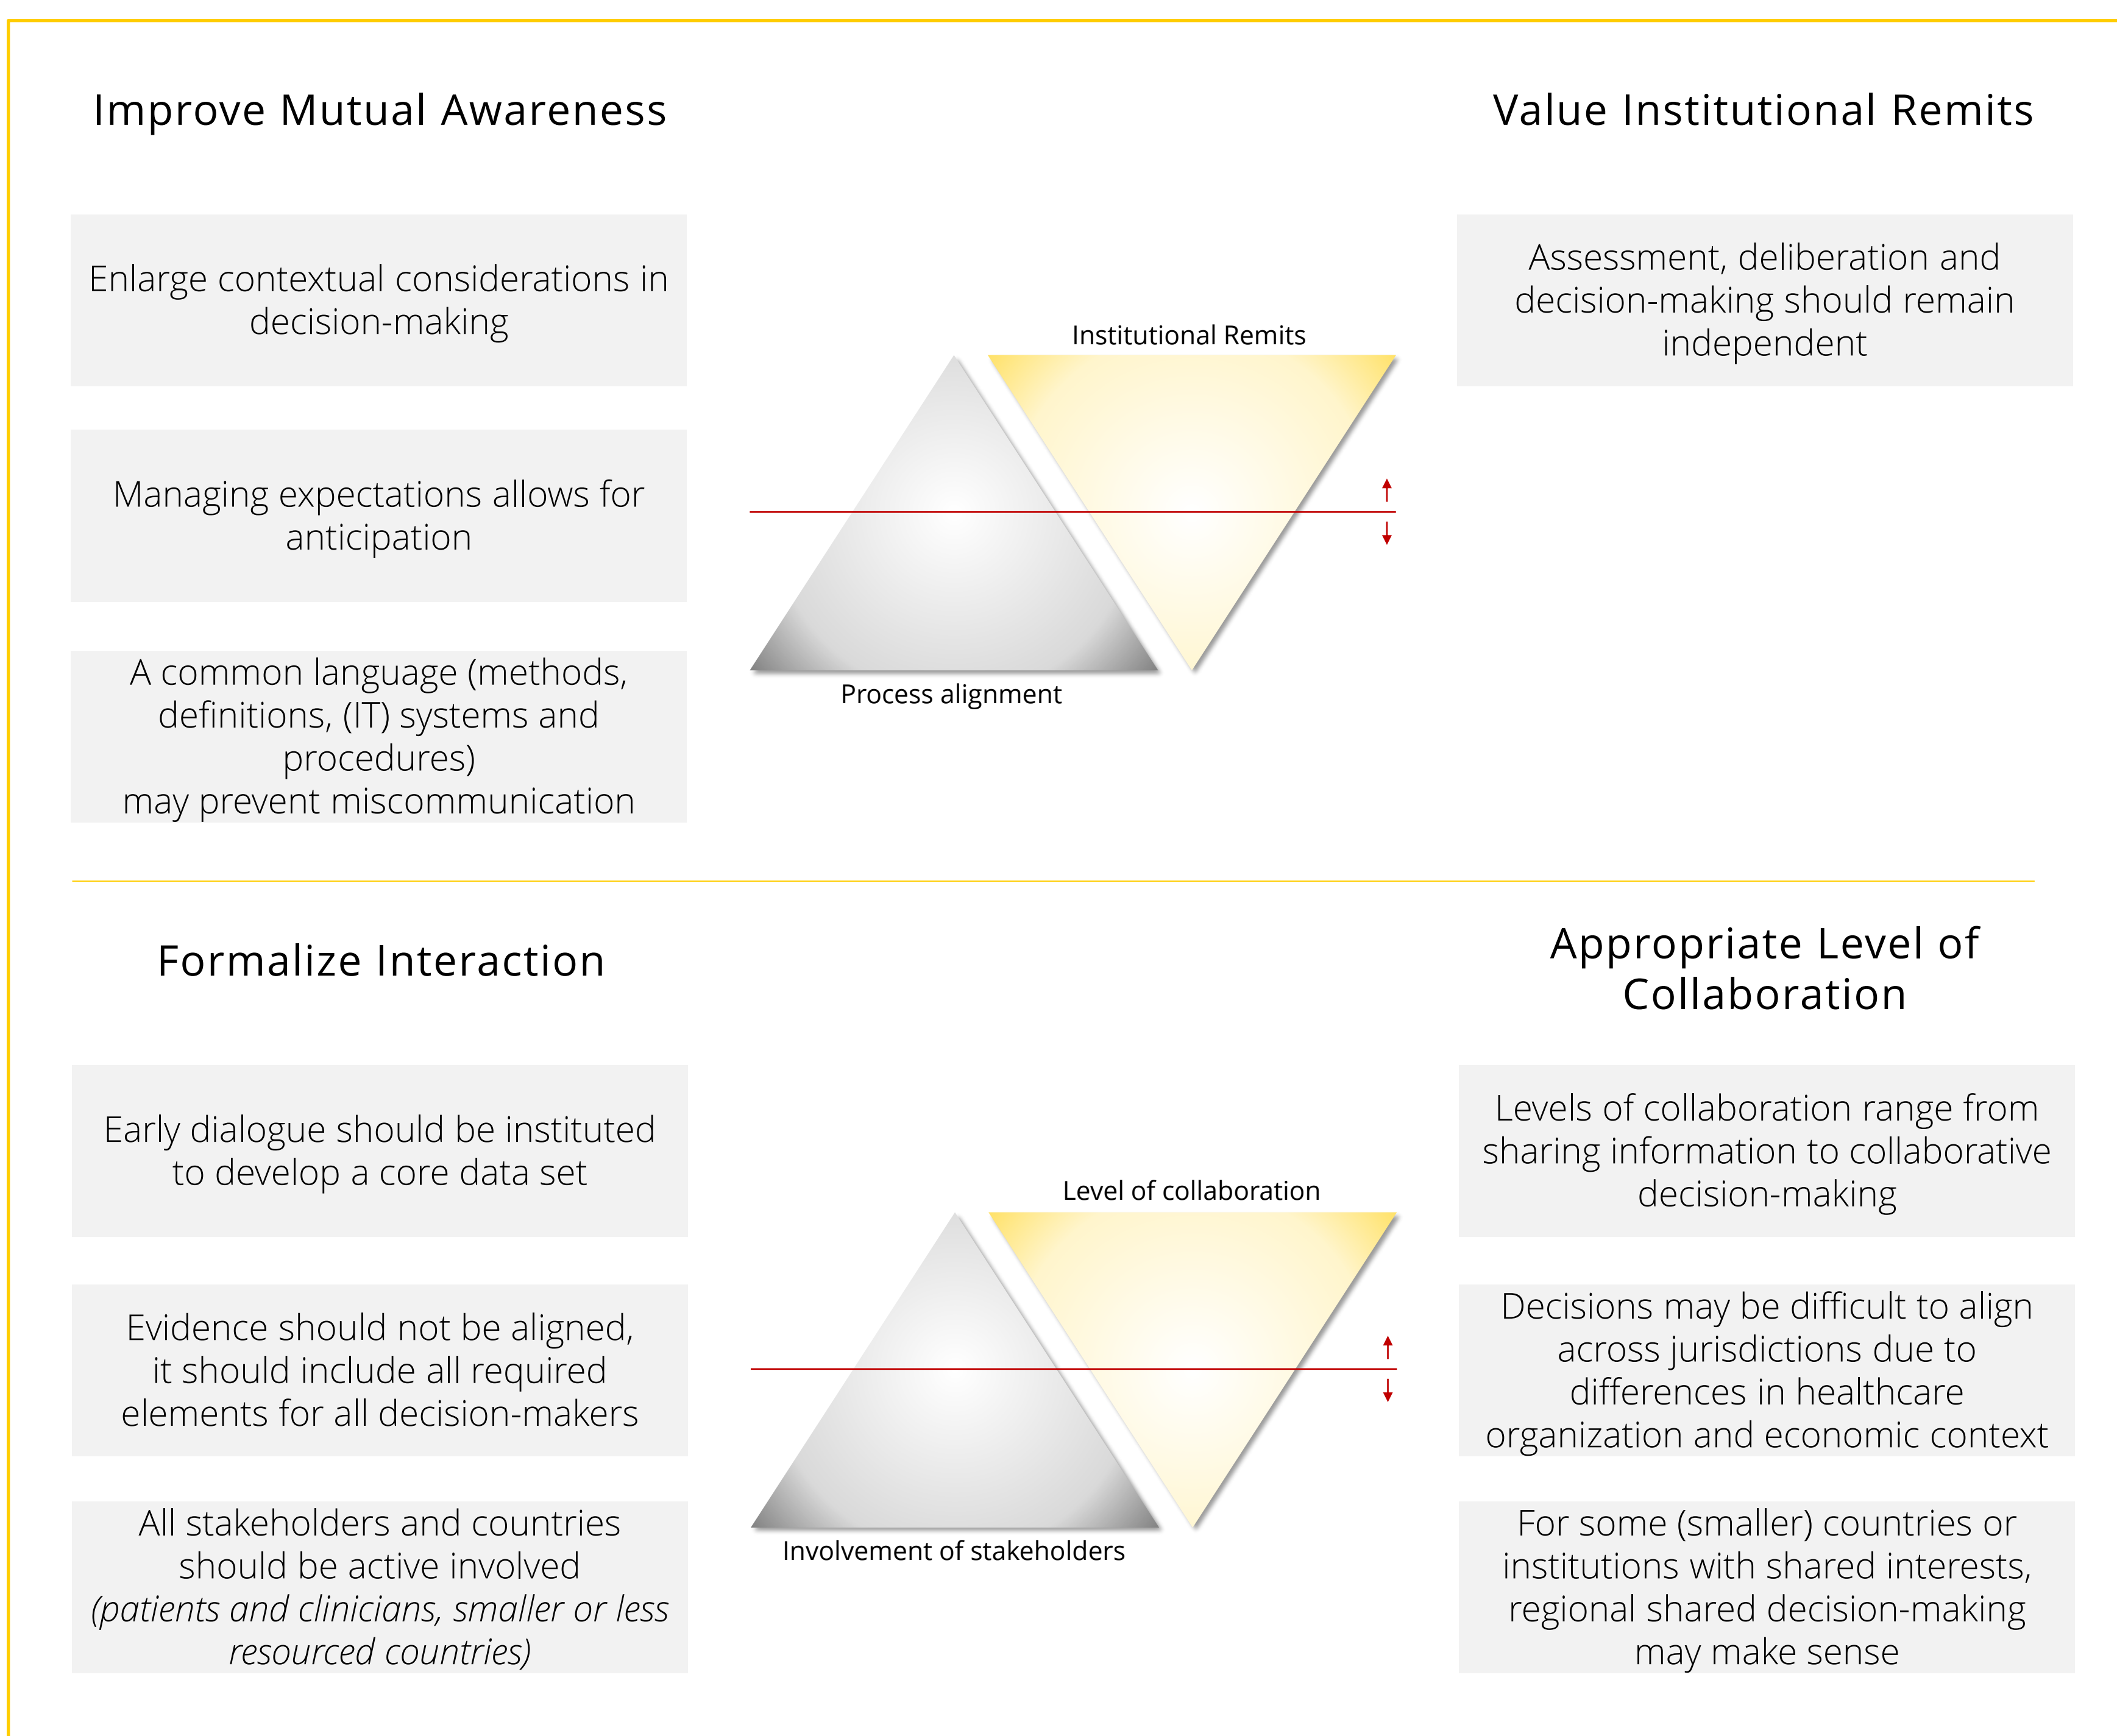 Improve Mutual Awareness
Value Institutional Remits
Enlarge contextual considerations in
decision-making
Managing expectations allows for
anticipation
A common language (methods,
definitions, (IT) systems and
procedures)
may prevent miscommunication
Institutional Remits
Process alignment
Assessment, deliberation and
decision-making should remain
independent
Formalize Interaction
Appropriate Level of
Collaboration
Early dialogue should be instituted
to develop a core data set
Evidence should not be aligned,
it should include all required
elements for all decision-makers
All stakeholders and countries
should be active involved
(patients and clinicians, smaller or less
resourced countries)
Level of collaboration
Involvement of stakeholders
Levels of collaboration range from
sharing information to collaborative
decision-making
Decisions may be difficult to align
across jurisdictions due to
differences in healthcare
organization and economic context
For some (smaller) countries or
institutions with shared interests,
regional shared decision-making
may make sense